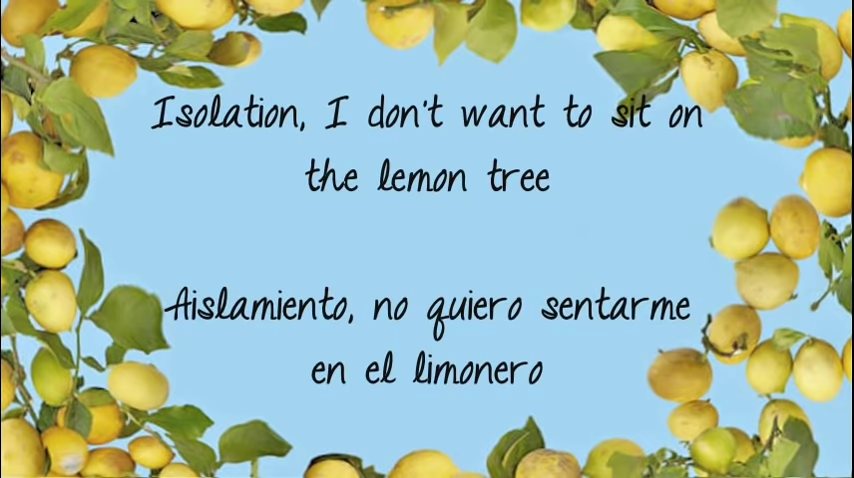 Isolation, I don't want to sit on
the lemon tree
Aislamiento, no quiero sentarme
en el limonero